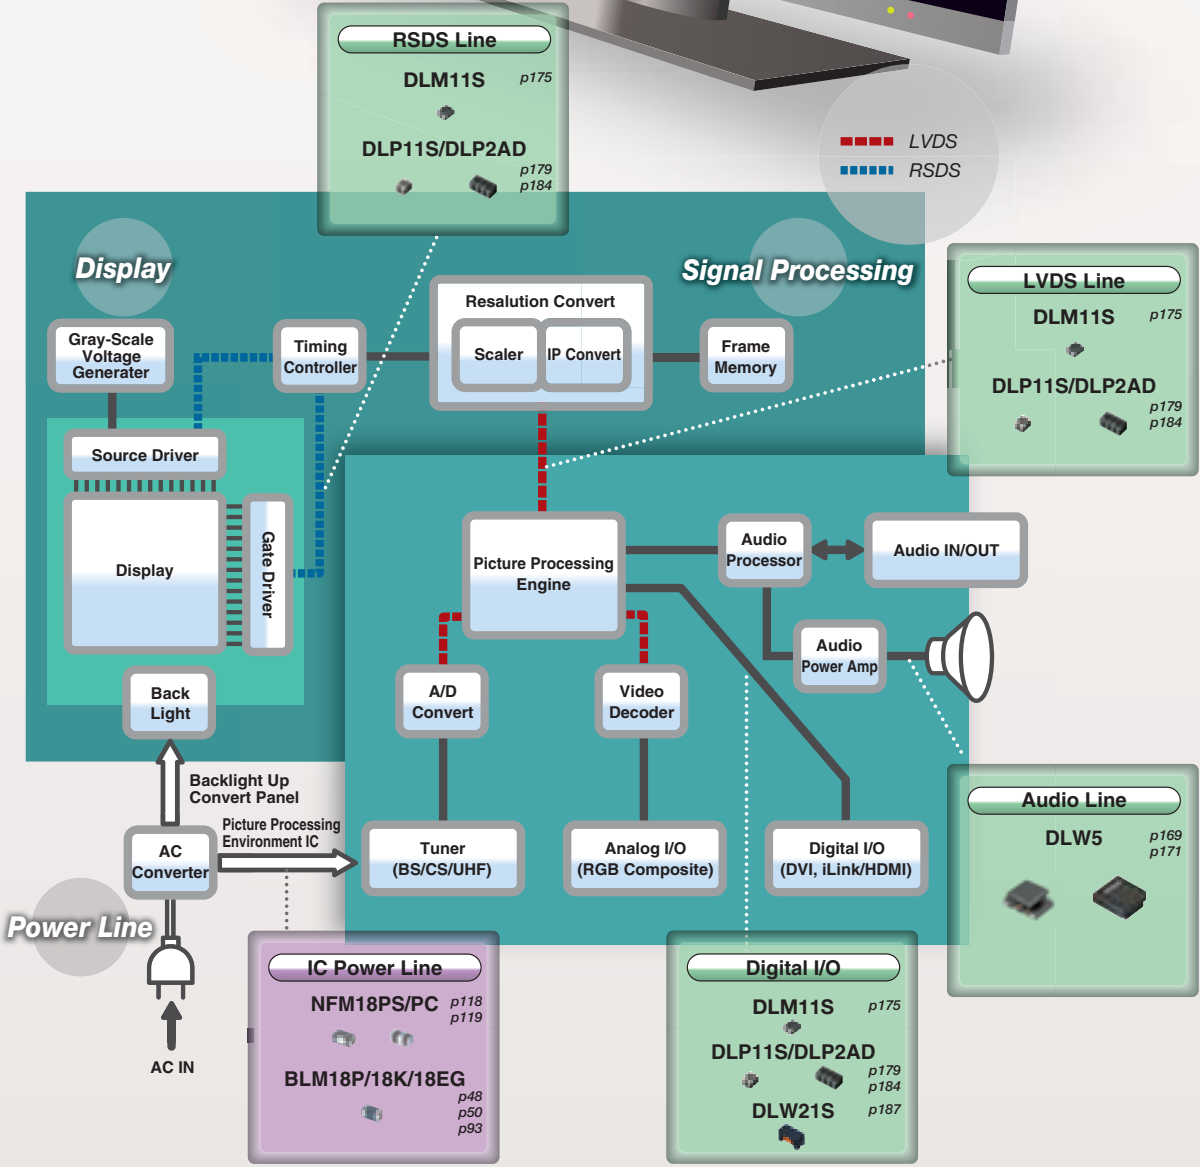 RSDS Line
DLM11S p175
DLP11S/DLP2AD
p179
p184
LVDS
RSDS
Display
Signal Processing
LVDS Line
DLM11S p175
DLP11S/DLP2AD
p179
p184
Gray-Scale
Voltage
Generater
Timing
Controller
Resalution Convert
Scaler
IP Convert
Frame
Memory
Source Driver
Display
Gate Driver
Back
Light
Picture Processing
Engine
Audio
Processor
Audio IN/OUT
Audio
Power Amp
A/D
Convert
Video
Decoder
Backlight Up
Convert Panel
Picture Processing
Environment IC
AC
Converter
Tuner
(BS/CS/UHF)
Analog I/O
(RGB Composite)
Digital I/O
(DVI, iLink/HDMI)
Audio Line
DLW5 p169
p171
Power Line
AC IN
IC Power Line
NFM18PS/PC p118
p119
BLM18P/18K/18EG
p48
p50
p93
Digital I/O
DLM11S p175
DLP11S/DLP2AD
p179
p184
DLW21S p187